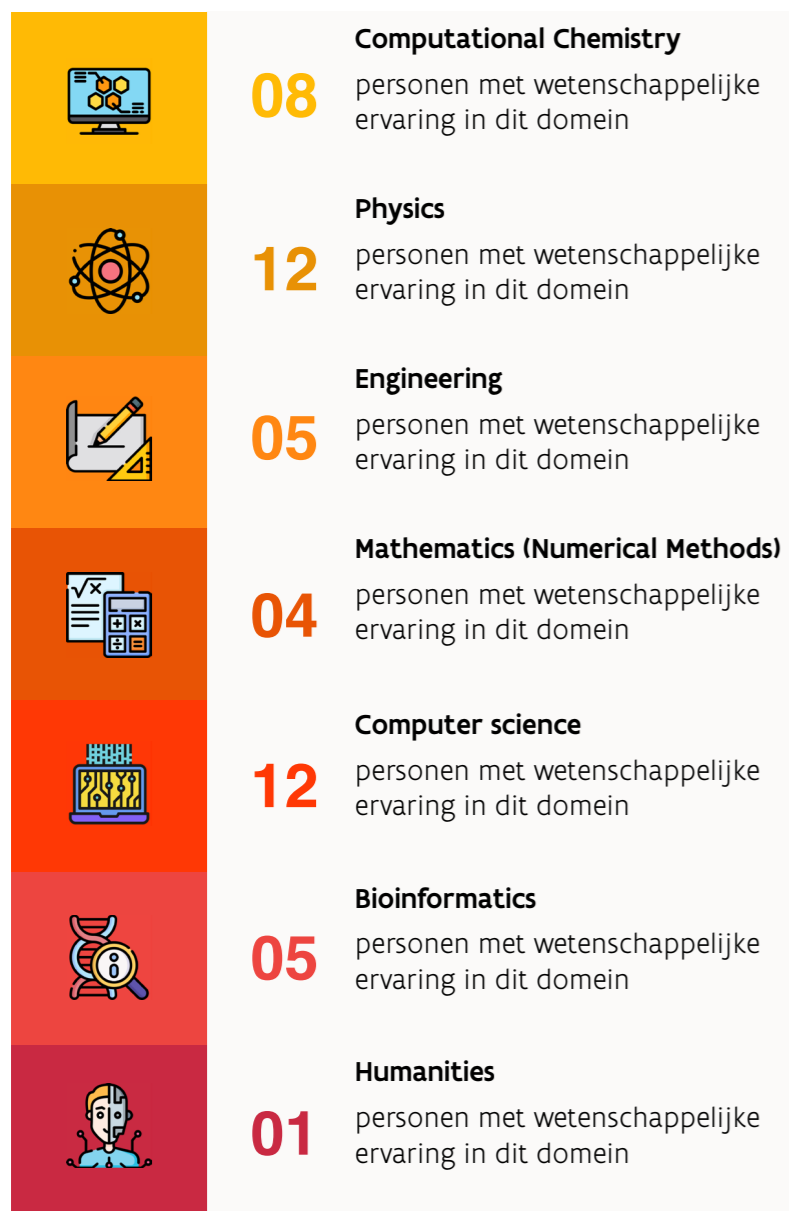 Computational Chemistry
08
personen met wetenschappelijke
ervaring in dit domein
Physics
12
personen met wetenschappelijke
ervaring in dit domein
Engineering
05
personen met wetenschappelijke
ervaring in dit domein
Mathematics (Numerical Methods)
04
personen met wetenschappelijke
ervaring in dit domein
Computer science
12
personen met wetenschappelijke
ervaring in dit domein
Bioinformatics
05
personen met wetenschappelijke
ervaring in dit domein
Humanities
01
personen met wetenschappelijke
ervaring in dit domein